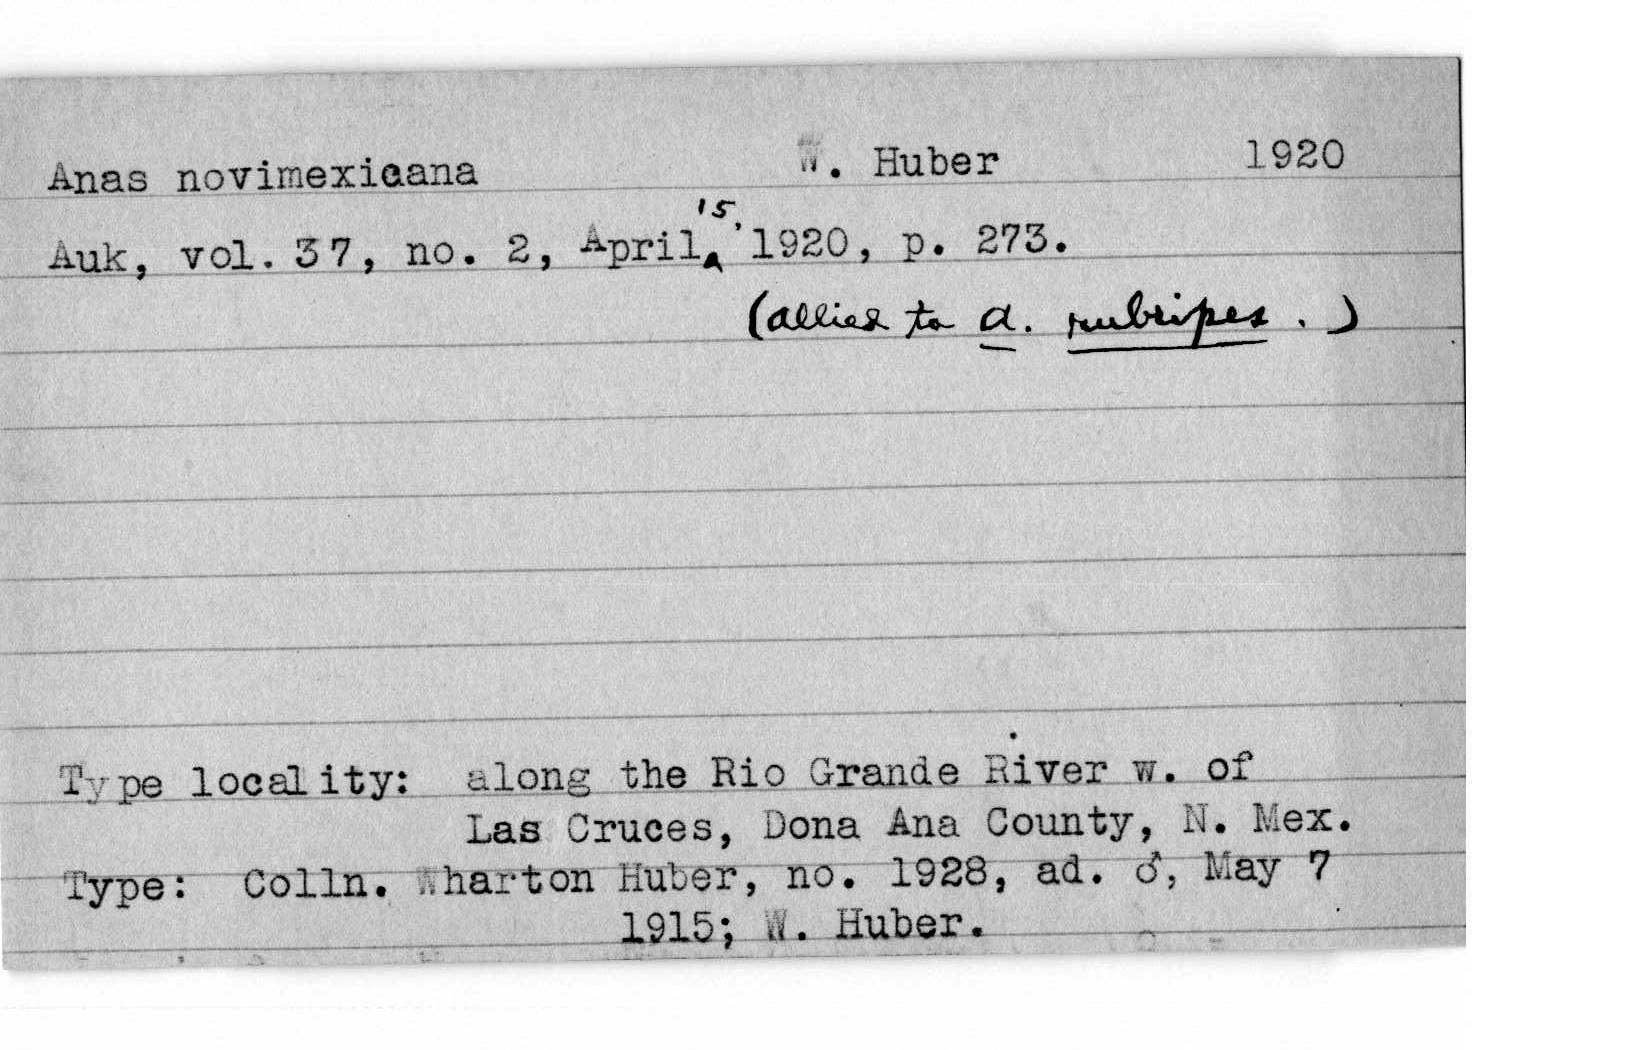 Anas novimexicana W. Huber 1920
Auk, vol. 37, no. 2, April 15, 1920, p. 273.
(allied to a. rubripes.)
Type locality: along the Rio Grande River w. of
Las Cruces, Dona Ana County, N. Mex.
Type: Colln. Wharton Huber, no. 1928, ad. ♂, May 7
1915; W. Huber.